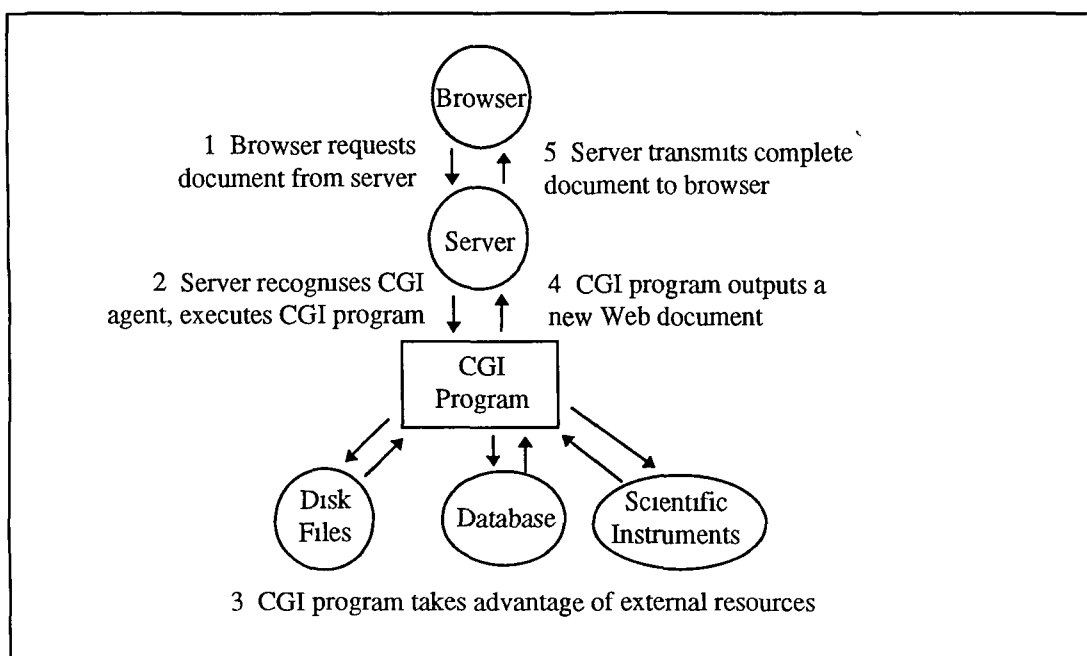 Browser
1 Browser requests
document from server
5 Server transmits complete
document to browser
Server
2 Server recognises CGI
agent, executes CGI program
4 CGI program outputs a
new Web document
CGI
Program
Disk
Files
Database
Scientific
Instruments
3 CGI program takes advantage of external resources